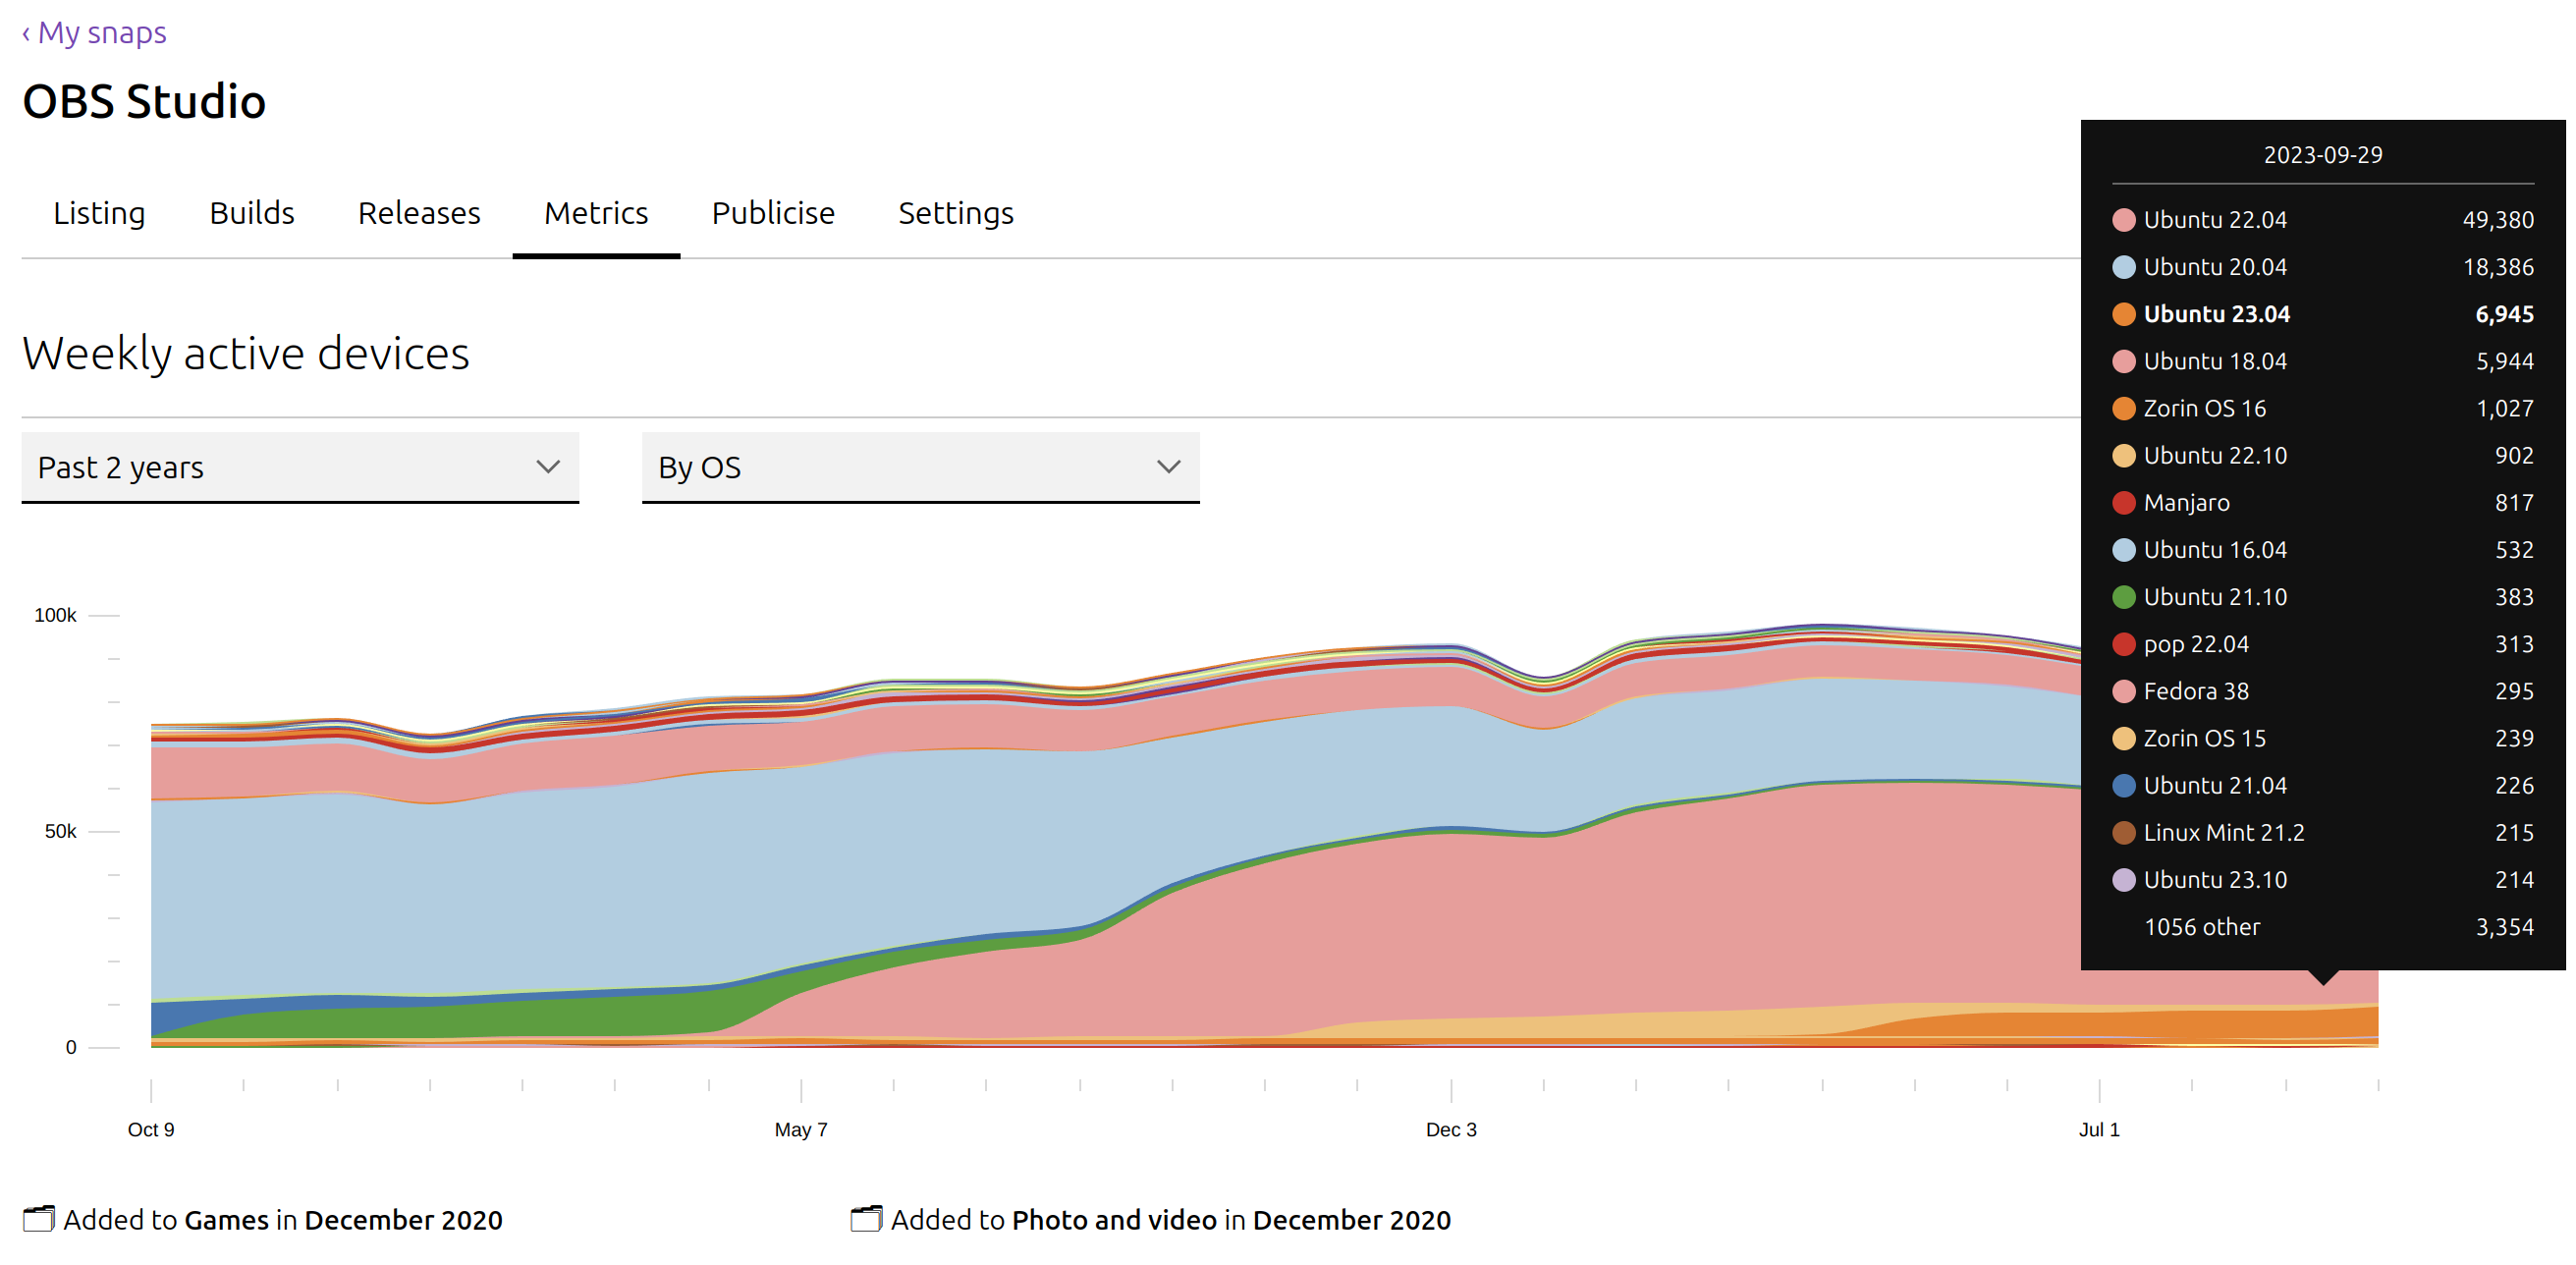 ‹ My snaps
OBS Studio
Listing Builds Releases Metrics Publicise Settings
Weekly active devices
Past 2 years By OS
100k
50k
0
Oct 9 May 7 Dec 3 Jul 1
2023-09-29
Ubuntu 22.04 49,380
Ubuntu 20.04 18,386
Ubuntu 23.04 6,945
Ubuntu 18.04 5,944
Zorin OS 16 1,027
Ubuntu 22.10 902
Manjaro 817
Ubuntu 16.04 532
Ubuntu 21.10 383
pop 22.04 313
Fedora 38 295
Zorin OS 15 239
Ubuntu 21.04 226
Linux Mint 21.2 215
Ubuntu 23.10 214
1056 other 3,354
Added to Games in December 2020 Added to Photo and video in December 2020